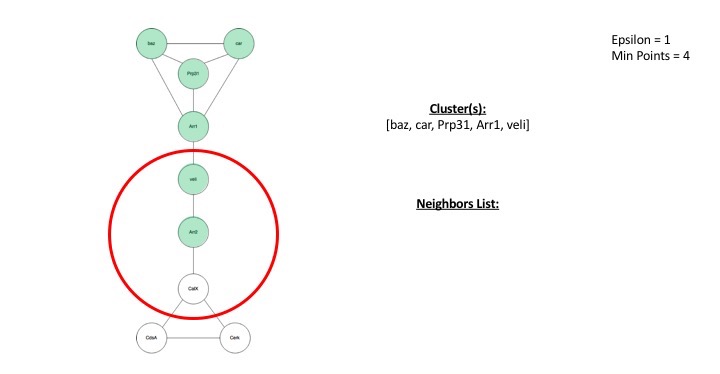 baz
car
Epsilon = 1
Min Points = 4
Prp31
Cluster(s):
[baz, car, Prp31, Arr1, veli]
Arr1
veli
Neighbors List:
Arr2
CalX
CdsA
Cerk